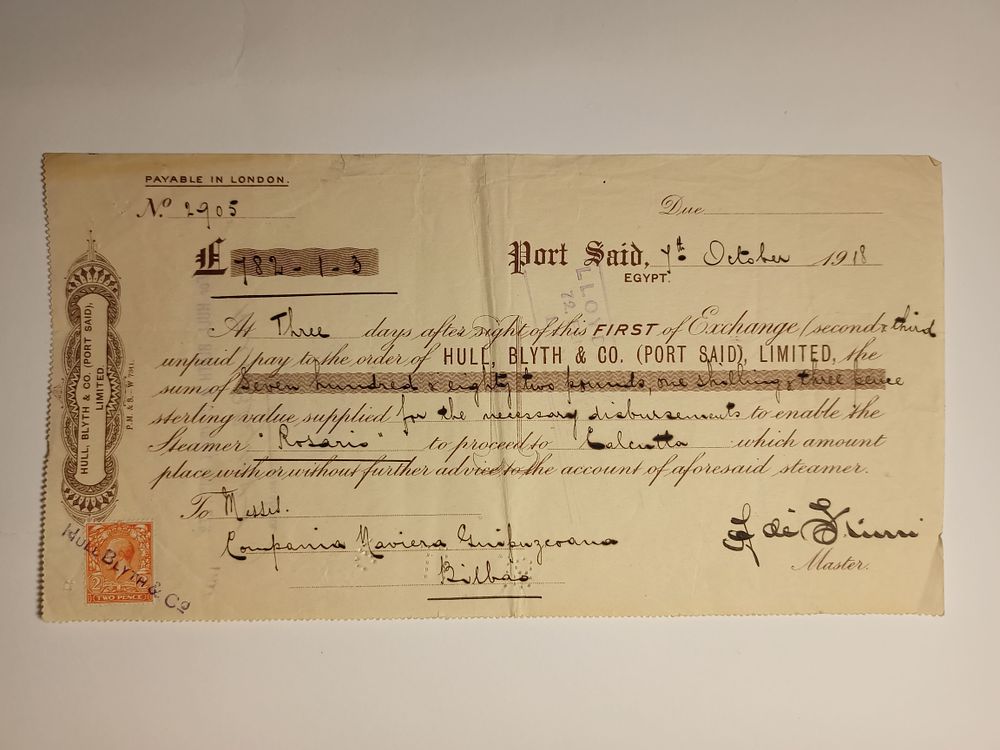 PAYABLE IN LONDON.
No. 2905
Due
£ 782-1-3
Port Said, 7th October 1918
EGYPT.
At Three days after sight of this FIRST of Exchange (second & third
unpaid) pay to the order of HULL, BLYTH & CO. (PORT SAID), LIMITED, the
sum of Seven hundred & eighty two pounds, one shilling & three pence
sterling value supplied for the necessary disbursements to enable the
Steamer "Rosario" to proceed to Calcutta which amount
place with or without further advice to the account of aforesaid steamer.
To Messrs.
Compania Naviera Guipuzcoana
Bilbao
de
Master.
HULL, BLYTH & CO. (PORT SAID),
LIMITED.
P.M. & S.-W 7341.
HULL BLYTH & Co
2 2
TWO PENCE
LLO